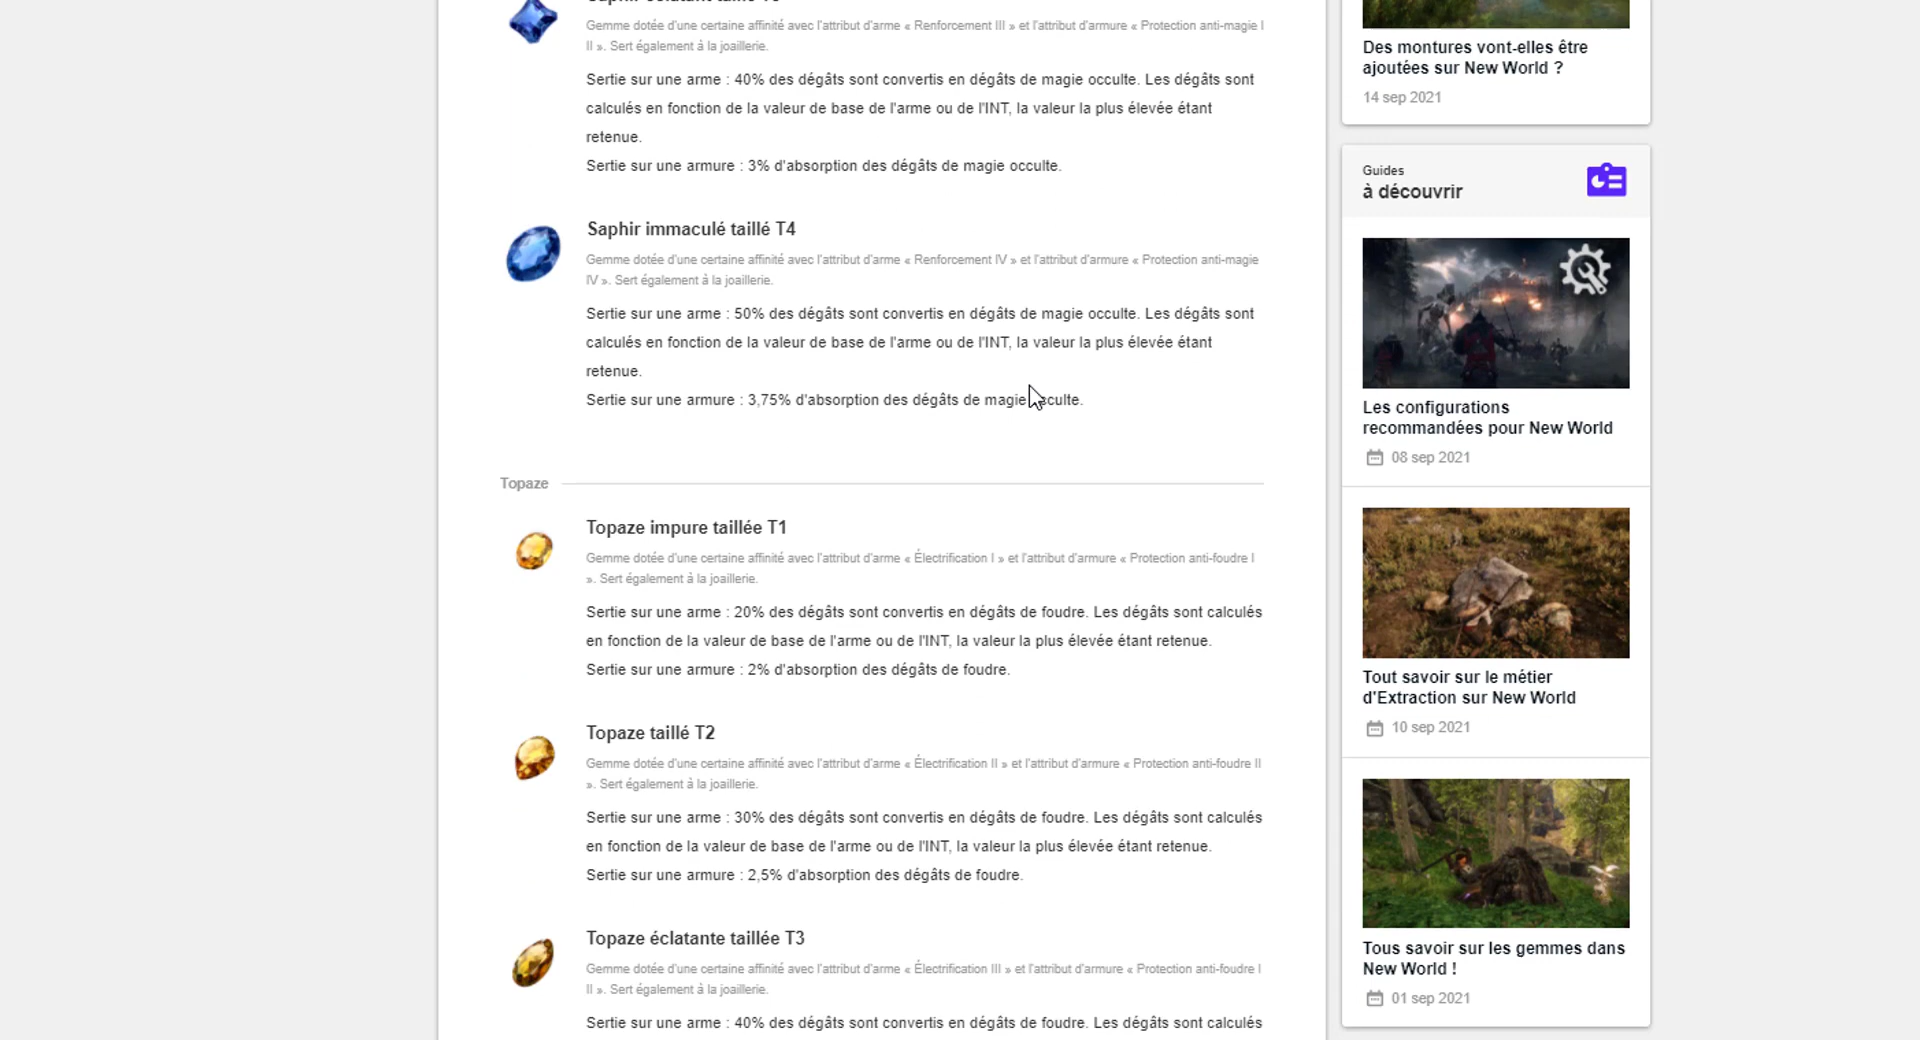 Gemme dotée d'une certaine affinité avec l'attribut d'arme « Renforcement III » et l'attribut d'armure « Protection anti-magie I
II ». Sert également à la joaillerie.
Sertie sur une arme : 40% des dégâts sont convertis en dégâts de magie occulte. Les dégâts sont
calculés en fonction de la valeur de base de l'arme ou de l'INT, la valeur la plus élevée étant
retenue.
Sertie sur une armure : 3% d'absorption des dégâts de magie occulte.
Saphir immaculé taillé T4
Gemme dotée d'une certaine affinité avec l'attribut d'arme « Renforcement IV » et l'attribut d'armure « Protection anti-magie
IV ». Sert également à la joaillerie.
Sertie sur une arme : 50% des dégâts sont convertis en dégâts de magie occulte. Les dégâts sont
calculés en fonction de la valeur de base de l'arme ou de l'INT, la valeur la plus élevée étant
retenue.
Sertie sur une armure : 3,75% d'absorption des dégâts de magie occulte.
Topaze
Topaze impure taillée T1
Gemme dotée d'une certaine affinité avec l'attribut d'arme « Électrification I » et l'attribut d'armure « Protection anti-foudre I
». Sert également à la joaillerie.
Sertie sur une arme : 20% des dégâts sont convertis en dégâts de foudre. Les dégâts sont calculés
en fonction de la valeur de base de l'arme ou de l'INT, la valeur la plus élevée étant retenue.
Sertie sur une armure : 2% d'absorption des dégâts de foudre.
Topaze taillé T2
Gemme dotée d'une certaine affinité avec l'attribut d'arme « Électrification II » et l'attribut d'armure « Protection anti-foudre II
». Sert également à la joaillerie.
Sertie sur une arme : 30% des dégâts sont convertis en dégâts de foudre. Les dégâts sont calculés
en fonction de la valeur de base de l'arme ou de l'INT, la valeur la plus élevée étant retenue.
Sertie sur une armure : 2,5% d'absorption des dégâts de foudre.
Topaze éclatante taillée T3
Gemme dotée d'une certaine affinité avec l'attribut d'arme « Électrification III » et l'attribut d'armure « Protection anti-foudre I
II ». Sert également à la joaillerie.
Sertie sur une arme : 40% des dégâts sont convertis en dégâts de foudre. Les dégâts sont calculés
Des montures vont-elles être
ajoutées sur New World ?
14 sep 2021
Guides
à découvrir
Les configurations
recommandées pour New World
08 sep 2021
Tout savoir sur le métier
d'Extraction sur New World
10 sep 2021
Tous savoir sur les gemmes dans
New World !
01 sep 2021